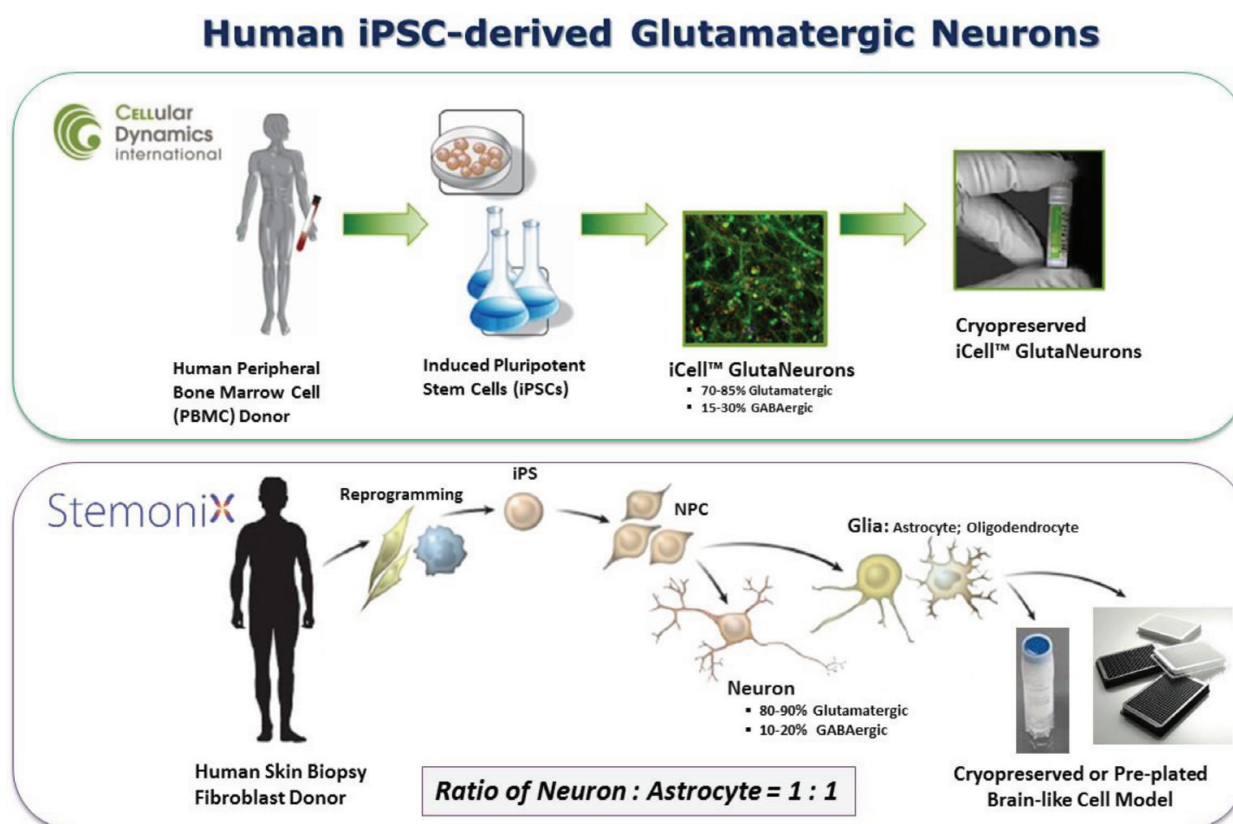 Human iPSC-derived Glutamatergic Neurons
CELLular
Dynamics
international
Human Peripheral
Bone Marrow Cell
(PBMC) Donor
Induced Pluripotent
Stem Cells (iPSCs)
iCell™ GlutaNeurons
▪ 70-85% Glutamatergic
▪ 15-30% GABAergic
Cryopreserved
iCell™ GlutaNeurons
StemoniX
Reprogramming
iPS
NPC
Glia: Astrocyte; Oligodendrocyte
Neuron
▪ 80-90% Glutamatergic
▪ 10-20% GABAergic
Human Skin Biopsy
Fibroblast Donor
Ratio of Neuron : Astrocyte = 1 : 1
Cryopreserved or Pre-plated
Brain-like Cell Model